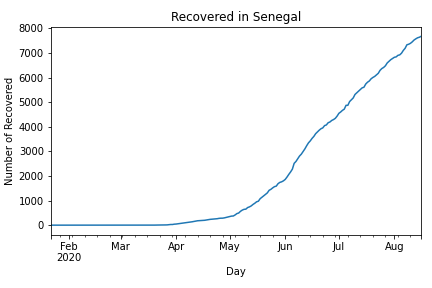 Recovered in Senegal
8000
7000
6000
5000
4000
3000
2000
1000
0
Number of Recovered
Feb Mar Apr May Jun Jul Aug
2020
Day